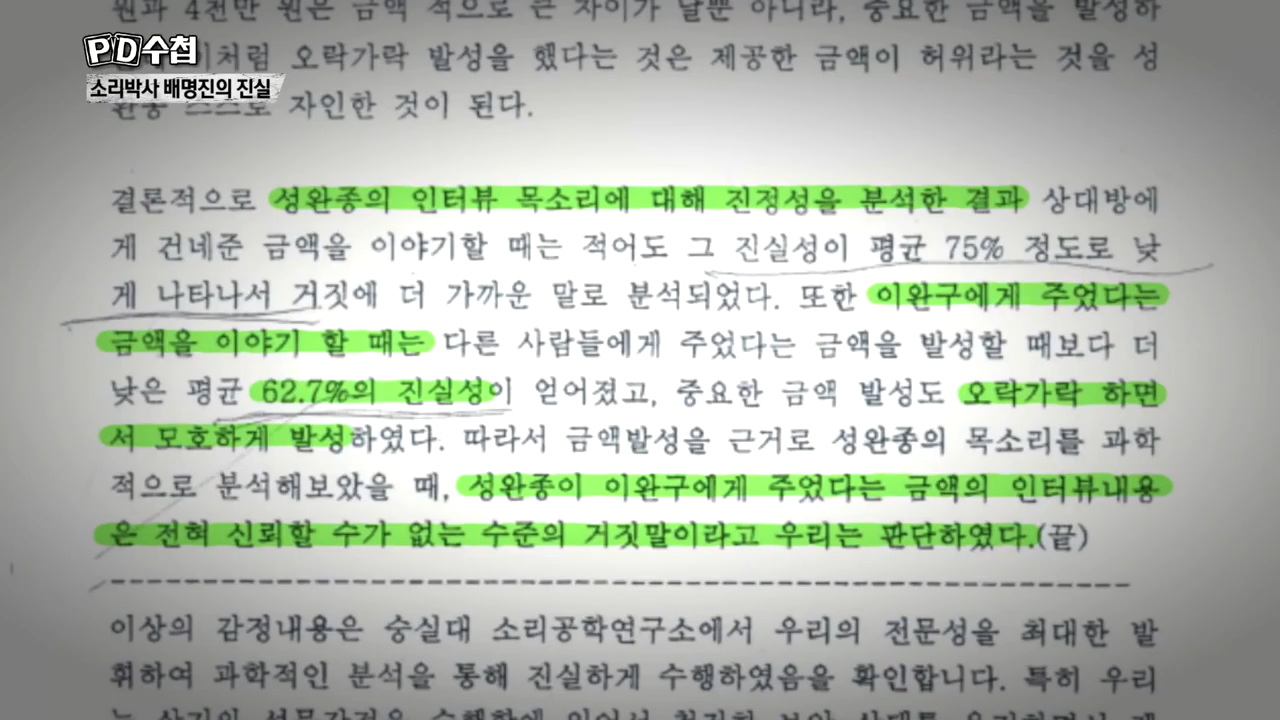 PD수첩
소리박사 배명진의 진실
원과 4천만 원은 금액 적으로 큰 차이가 날뿐 아니라, 중요한 금액을 발성하
처럼 오락가락 발성을 했다는 것은 제공한 금액이 허위라는 것을 성
완종 스스로 자인한 것이 된다.
결론적으로 성완종의 인터뷰 목소리에 대해 진정성을 분석한 결과 상대방에
게 건네준 금액을 이야기할 때는 적어도 그 진실성이 평균 75% 정도로 낮
게 나타나서 거짓에 더 가까운 말로 분석되었다. 또한 이완구에게 주었다는
금액을 이야기 할 때는 다른 사람들에게 주었다는 금액을 발성할 때보다 더
낮은 평균 62.7%의 진실성이 얻어졌고, 중요한 금액 발성도 오락가락 하면
서 모호하게 발성하였다. 따라서 금액발성을 근거로 성완종의 목소리를 과학
적으로 분석해보았을 때, 성완종이 이완구에게 주었다는 금액의 인터뷰내용
은 전혀 신뢰할 수가 없는 수준의 거짓말이라고 우리는 판단하였다.(끝)
이상의 감정내용은 숭실대 소리공학연구소에서 우리의 전문성을 최대한 발
휘하여 과학적인 분석을 통해 진실하게 수행하였음을 확인합니다. 특히 우리